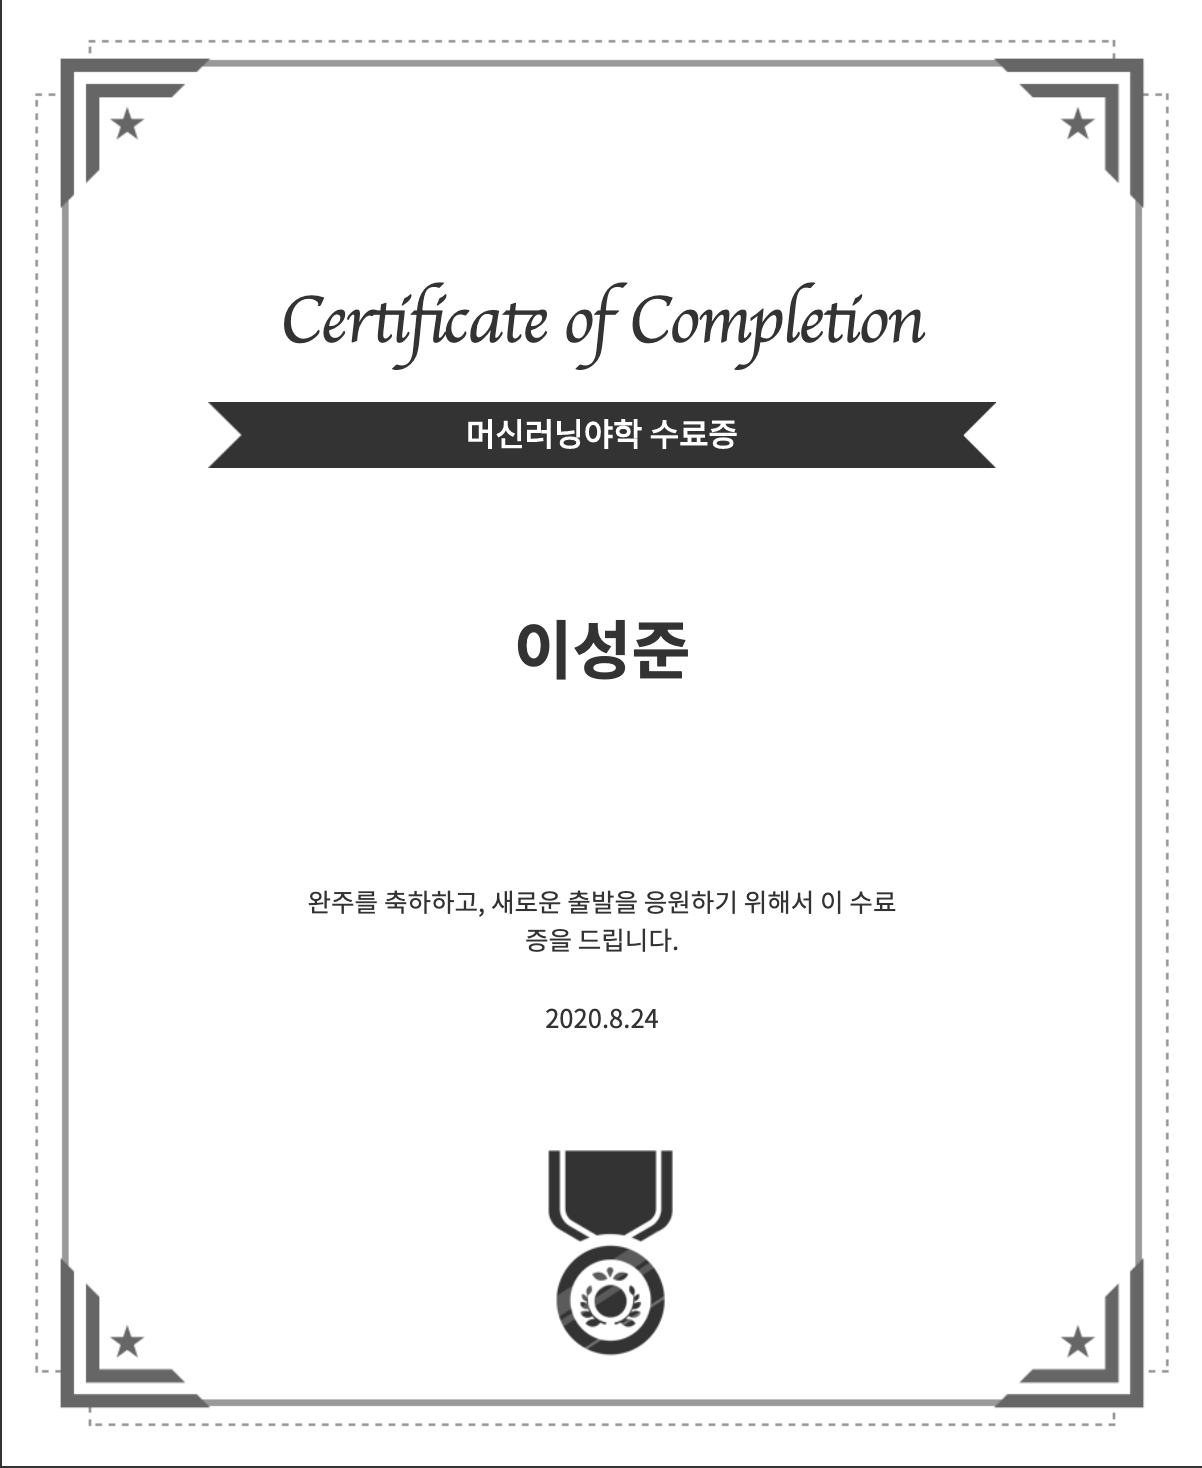 Certificate of Completion
머신러닝야학 수료증
이성준
완주를 축하하고, 새로운 출발을 응원하기 위해서 이 수료
증을 드립니다.
2020.8.24